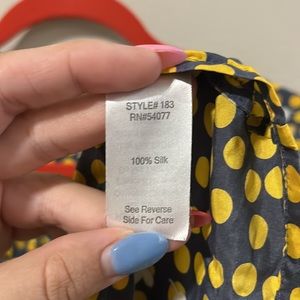 STYLE# 183
RN#54077
100% Silk
See Reverse
Side For Care